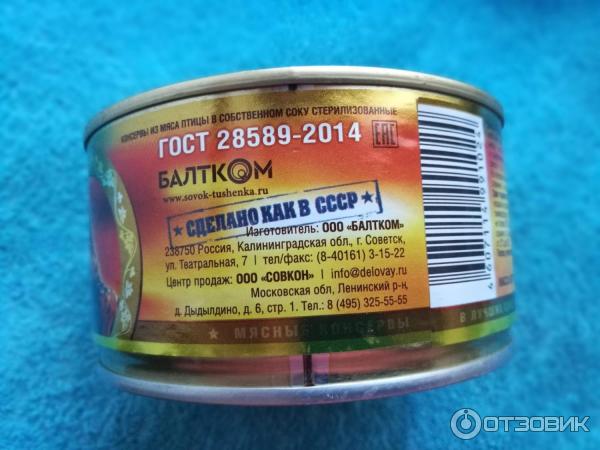 КОНСЕРВЫ ИЗ МЯСА ПТИЦЫ В СОБСТВЕННОМ СОКУ СТЕРИЛИЗОВАННЫЕ
ГОСТ 28589-2014 ЕАС
БАЛТКОМ
www.sovok-tushenka.ru
СДЕЛАНО КАК В СССР
Изготовитель: ООО «БАЛТКОМ»
238750 Россия, Калининградская обл., г. Советск,
ул. Театральная, 7 | тел/факс: (8-40161) 3-15-22
Центр продаж: ООО "СОВКОН" | info@delovay.ru
Московская обл, Ленинский р-н,
д. Дыдылдино, д. 6, стр. 1. Тел.: 8 (495) 325-55-55
МЯСНЫЕ КОНСЕРВЫ
В ЛУЧШИХ
4607114891024
ОТЗОВИК